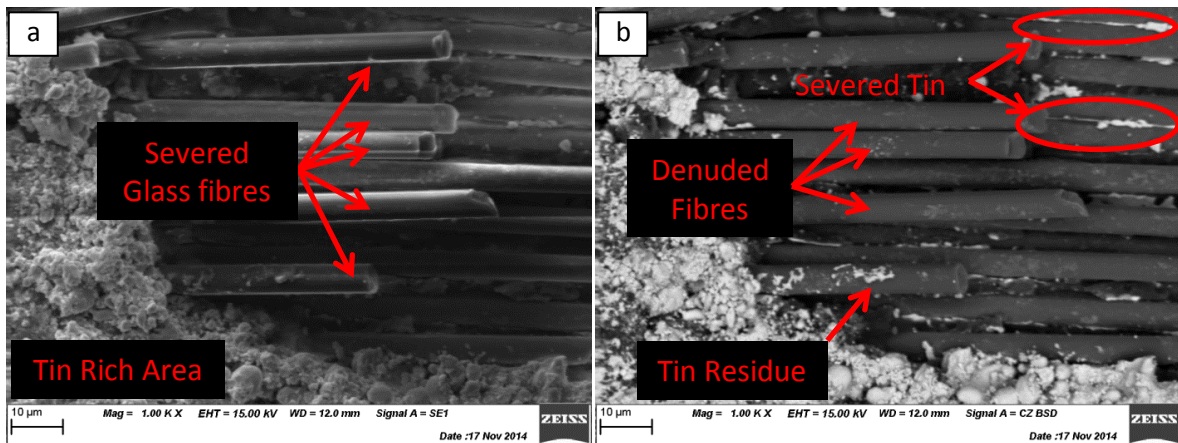 a
Severed
Glass fibres
Tin Rich Area
10 µm
Mag = 1.00 K X EHT = 15.00 kV WD = 12.0 mm Signal A = SE1
Date :17 Nov 2014
ZEISS
b
Severed Tin
Denuded
Fibres
Tin Residue
10 µm
Mag = 1.00 K X EHT = 15.00 kV WD = 12.0 mm Signal A = CZ BSD
Date :17 Nov 2014
ZEISS